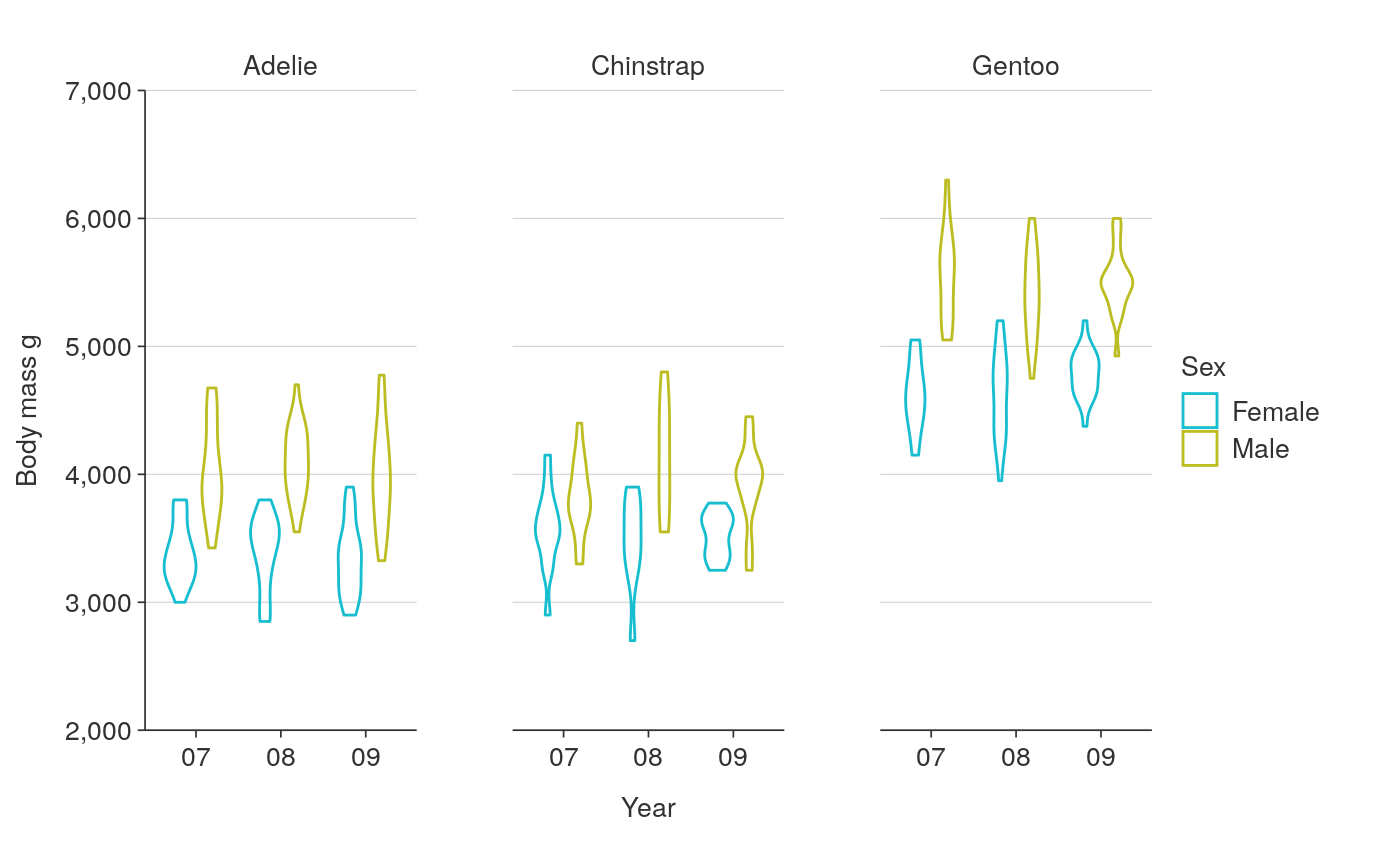 Adelie
Chinstrap
Gentoo
7,000
6,000
5,000
4,000
3,000
2,000
Body mass g
07 08 09
07 08 09
07 08 09
Year
Sex
Female
Male